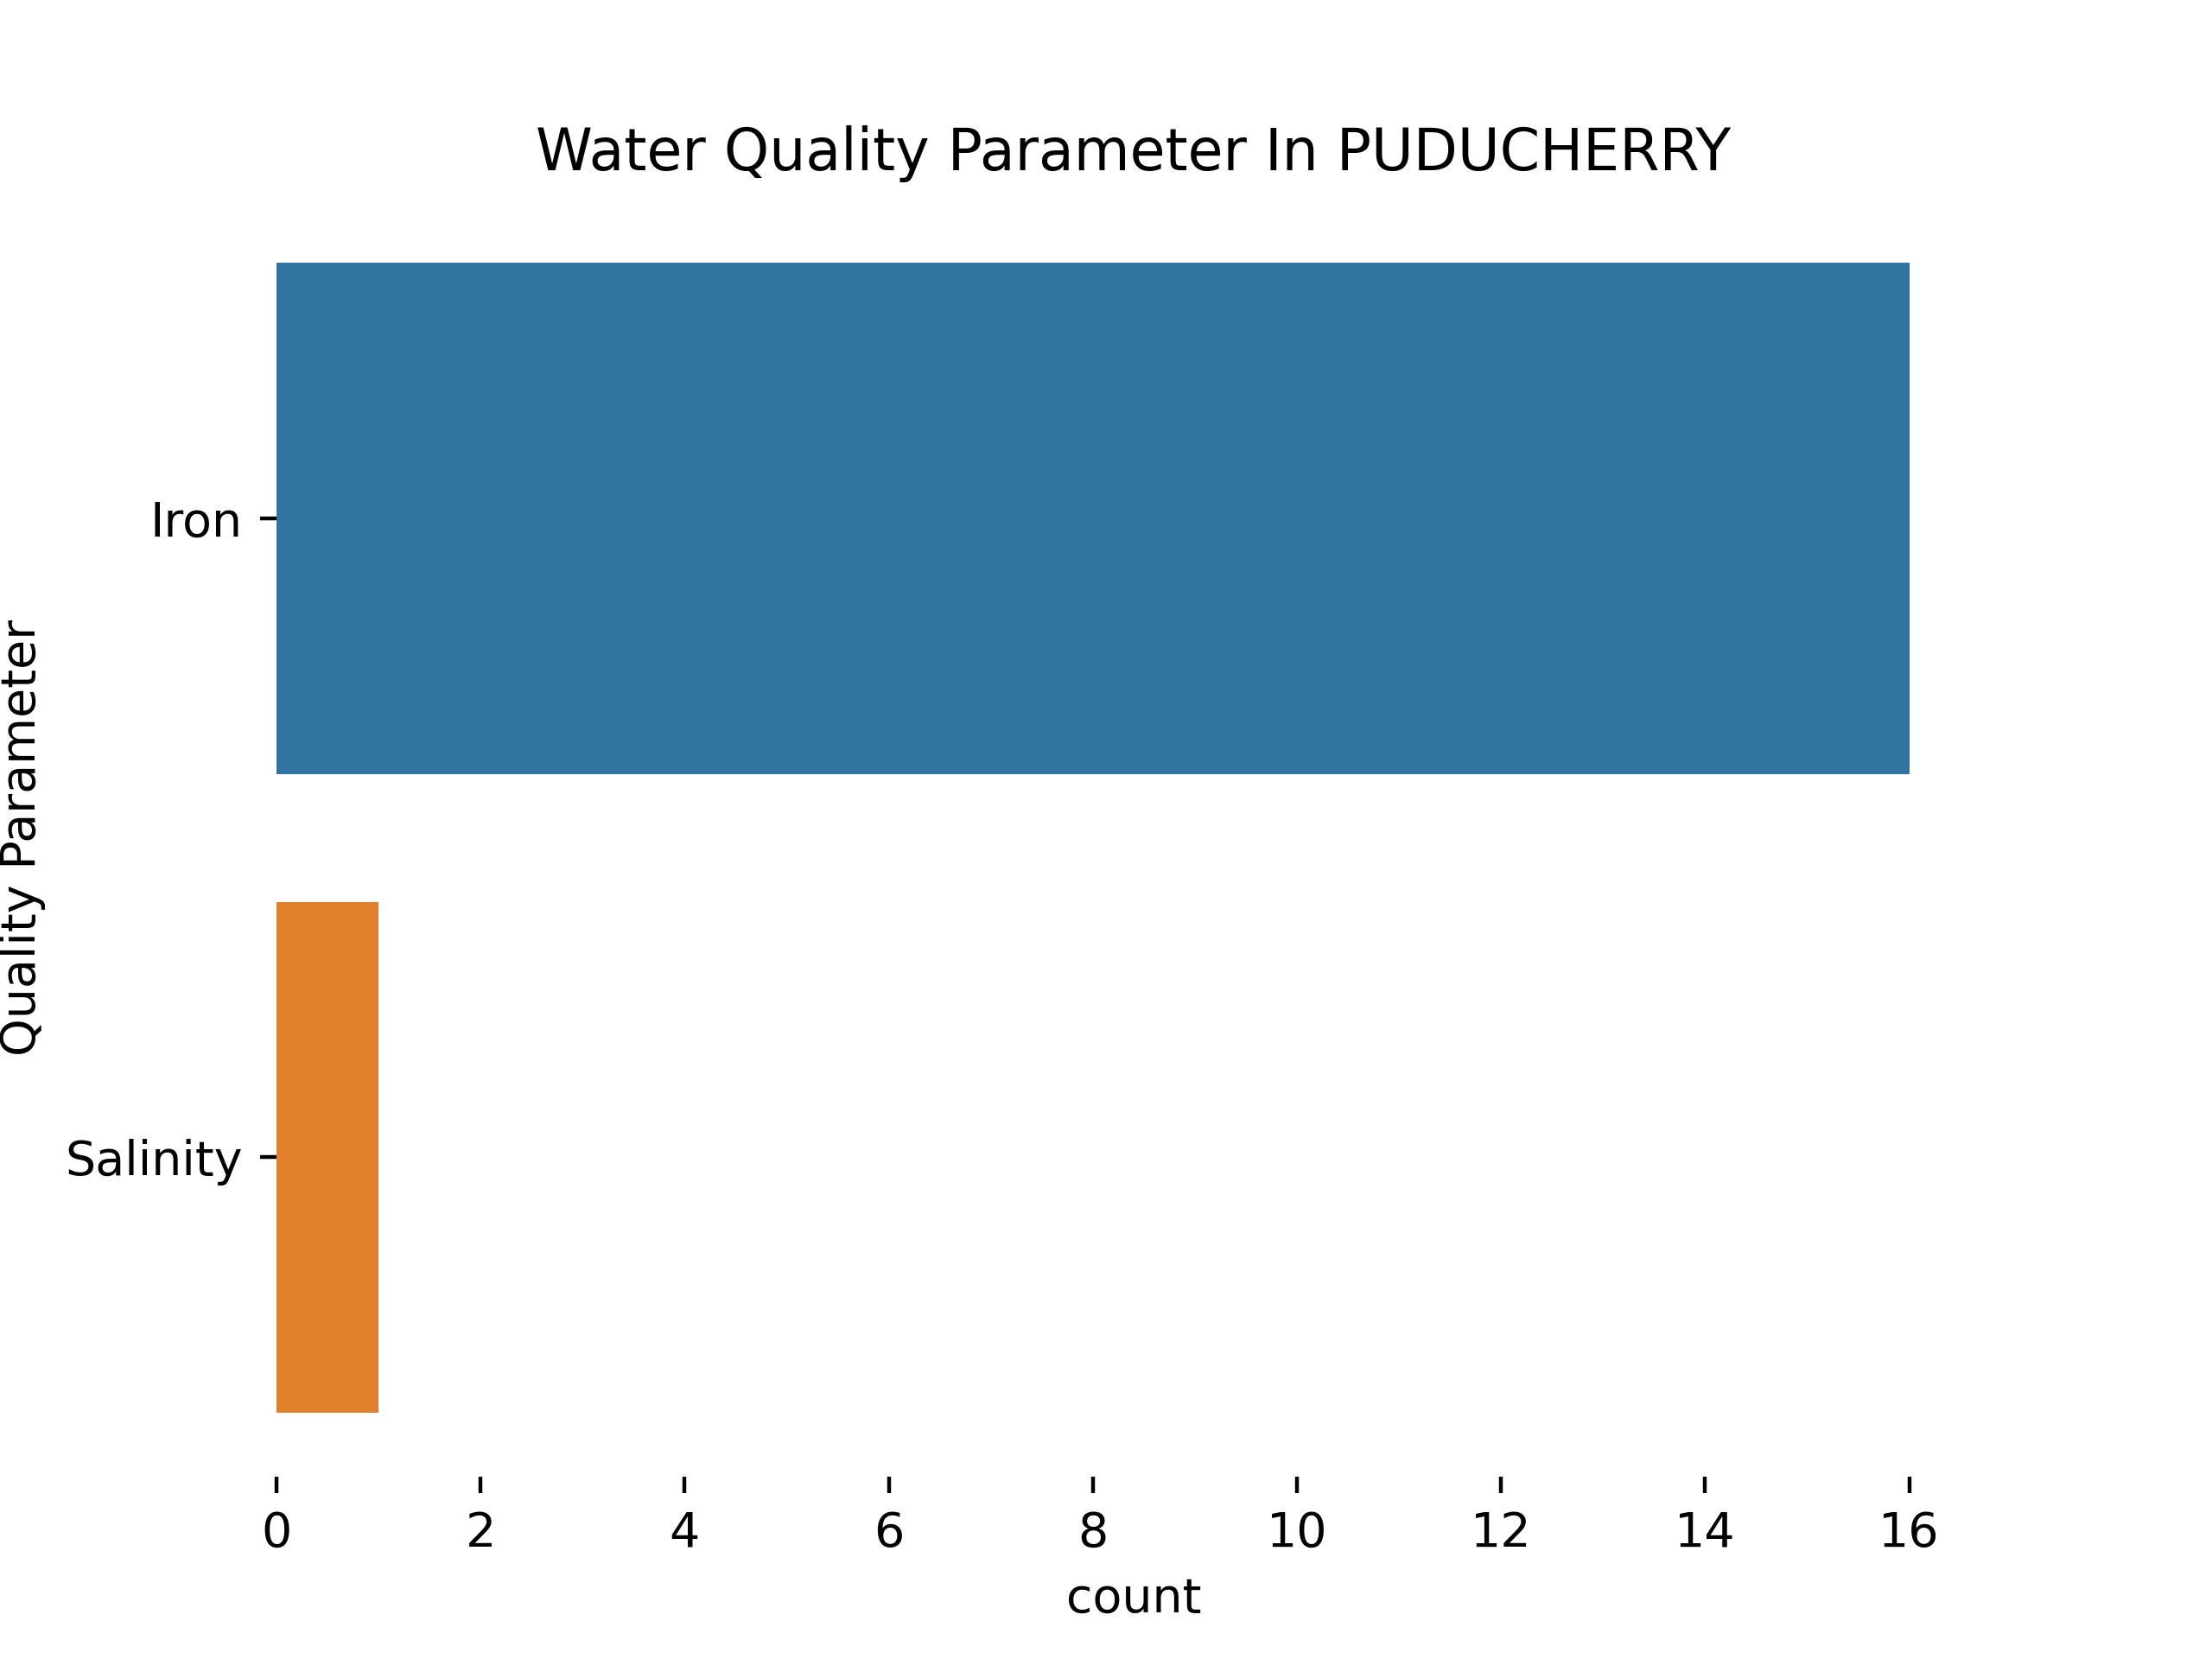 Water Quality Parameter In PUDUCHERRY
Quality Parameter
Iron
Salinity
0 2 4 6 8 10 12 14 16
count